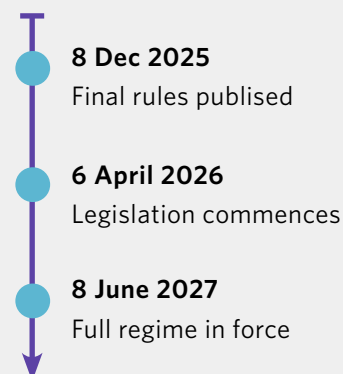 8 Dec 2025
Final rules publised
6 April 2026
Legislation commences
8 June 2027
Full regime in force